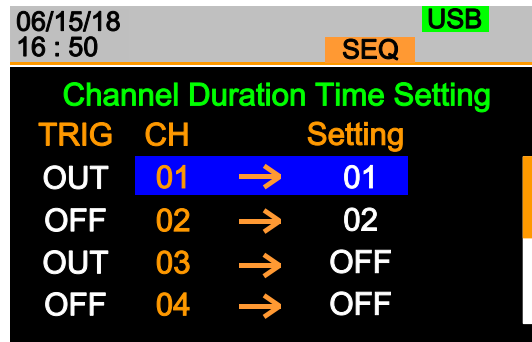 06/15/18 USB
16 : 50 SEQ
Channel Duration Time Setting
TRIG CH Setting
OUT 01 → 01
OFF 02 → 02
OUT 03 → OFF
OFF 04 → OFF